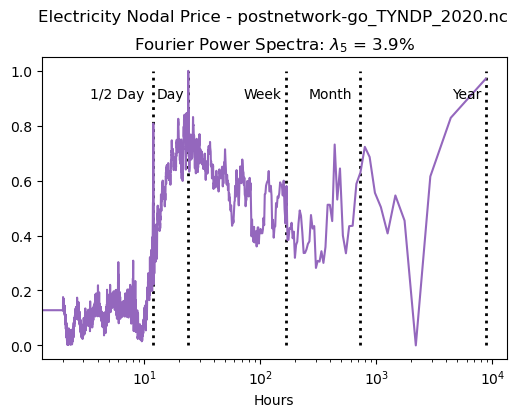 Electricity Nodal Price - postnetwork-go_TYNDP_2020.nc
Fourier Power Spectra: λ₅ = 3.9%
1.0
0.8
0.6
0.4
0.2
0.0
1/2 Day
Day
Week
Month
Year
10¹
10²
10³
10⁴
Hours